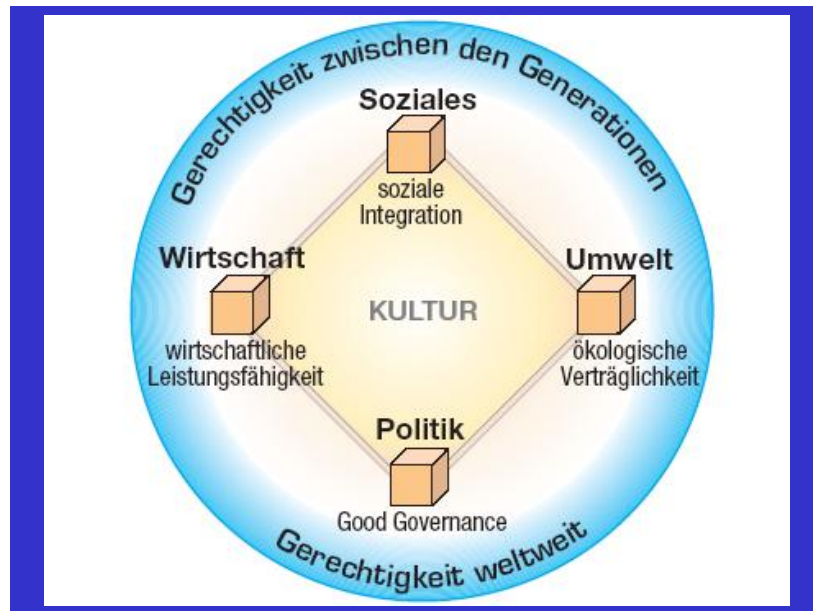 Gerechtigkeit zwischen den Generationen
Soziales
soziale
Integration
Wirtschaft
wirtschaftliche
Leistungsfähigkeit
KULTUR
Umwelt
ökologische
Verträglichkeit
Politik
Good Governance
Gerechtigkeit weltweit